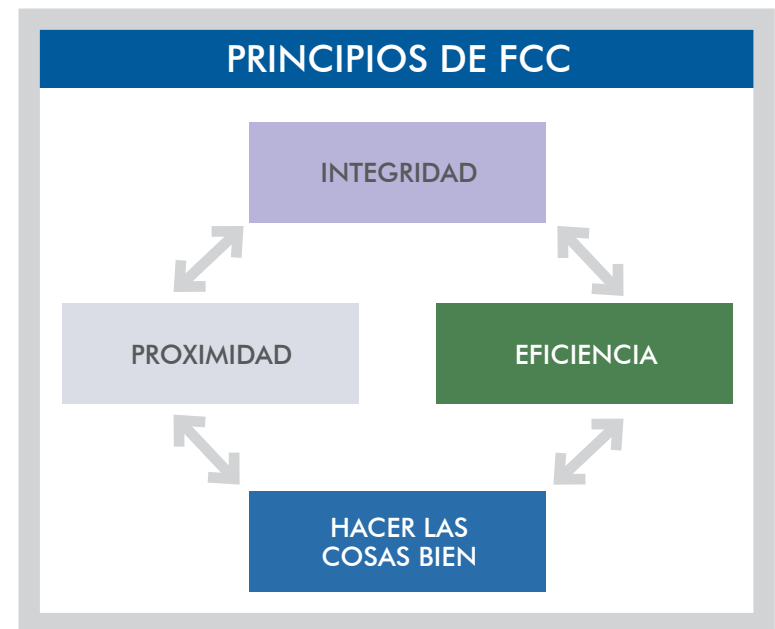 PRINCIPIOS DE FCC
INTEGRIDAD
PROXIMIDAD
EFICIENCIA
HACER LAS
COSAS BIEN